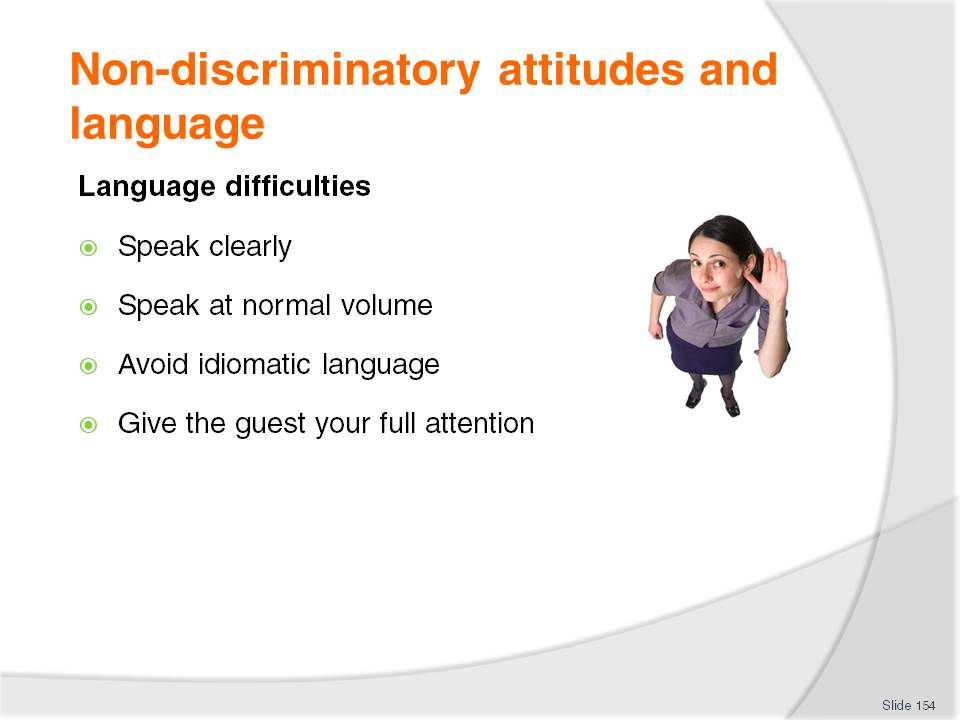 Non-discriminatory attitudes and
language
Language difficulties
Speak clearly
Speak at normal volume
Avoid idiomatic language
Give the guest your full attention
Slide 154